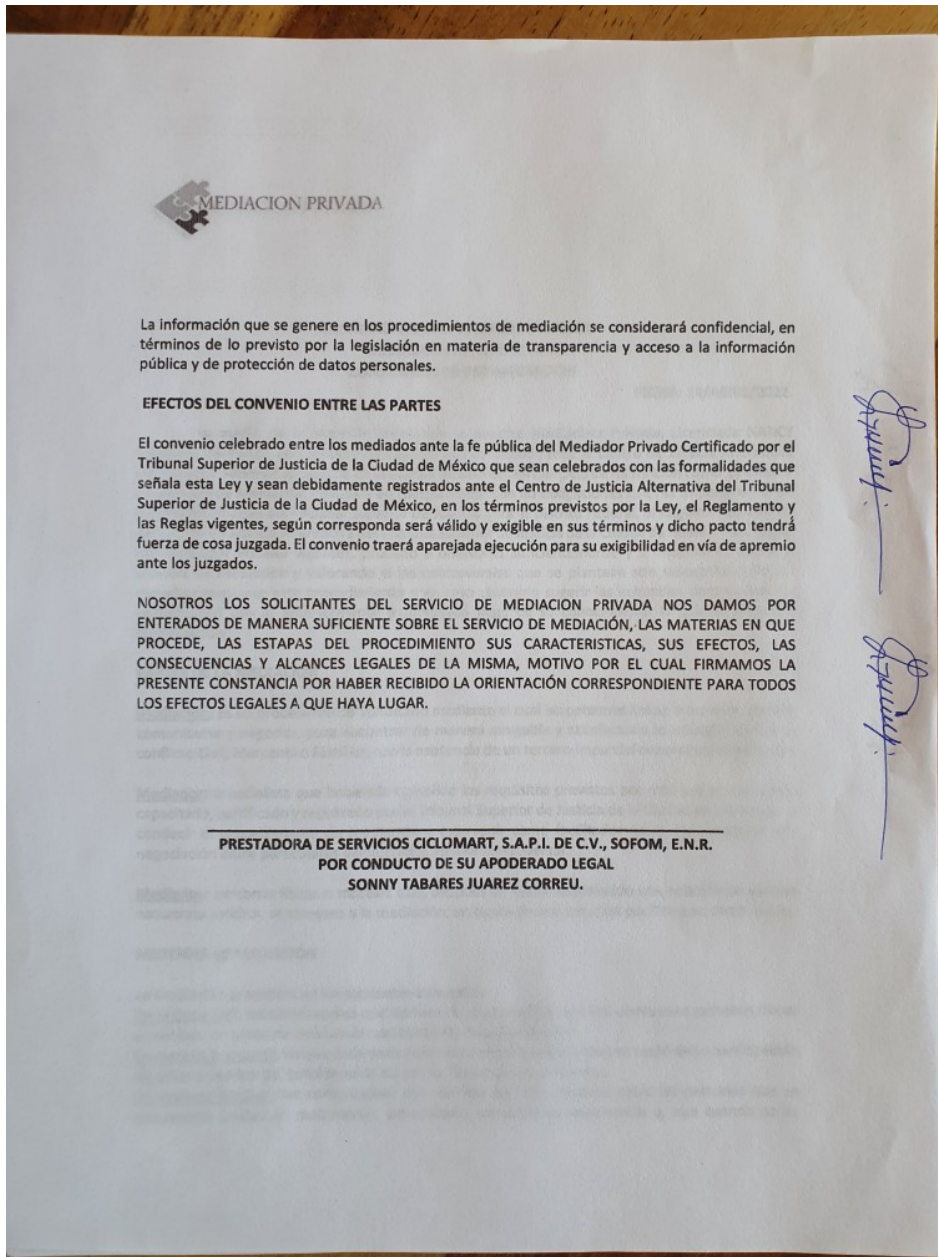 MEDIACION PRIVADA
La información que se genere en los procedimientos de mediación se considerará confidencial, en
términos de lo previsto por la legislación en materia de transparencia y acceso a la información
pública y de protección de datos personales.
EFECTOS DEL CONVENIO ENTRE LAS PARTES
El convenio celebrado entre los mediados ante la fe pública del Mediador Privado Certificado por el
Tribunal Superior de Justicia de la Ciudad de México que sean celebrados con las formalidades que
señala esta Ley y sean debidamente registrados ante el Centro de Justicia Alternativa del Tribunal
Superior de Justicia de la Ciudad de México, en los términos previstos por la Ley, el Reglamento y
las Reglas vigentes, según corresponda será válido y exigible en sus términos y dicho pacto tendrá
fuerza de cosa juzgada. El convenio traerá aparejada ejecución para su exigibilidad en vía de apremio
ante los juzgados.
NOSOTROS LOS SOLICITANTES DEL SERVICIO DE MEDIACION PRIVADA NOS DAMOS POR
ENTERADOS DE MANERA SUFICIENTE SOBRE EL SERVICIO DE MEDIACIÓN, LAS MATERIAS EN QUE
PROCEDE, LAS ESTAPAS DEL PROCEDIMIENTO SUS CARACTERISTICAS, SUS EFECTOS, LAS
CONSECUENCIAS Y ALCANCES LEGALES DE LA MISMA, MOTIVO POR EL CUAL FIRMAMOS LA
PRESENTE CONSTANCIA POR HABER RECIBIDO LA ORIENTACIÓN CORRESPONDIENTE PARA TODOS
LOS EFECTOS LEGALES A QUE HAYA LUGAR.
PRESTADORA DE SERVICIOS CICLOMART, S.A.P.I. DE C.V., SOFOM, E.N.R.
POR CONDUCTO DE SU APODERADO LEGAL
SONNY TABARES JUAREZ CORREU.